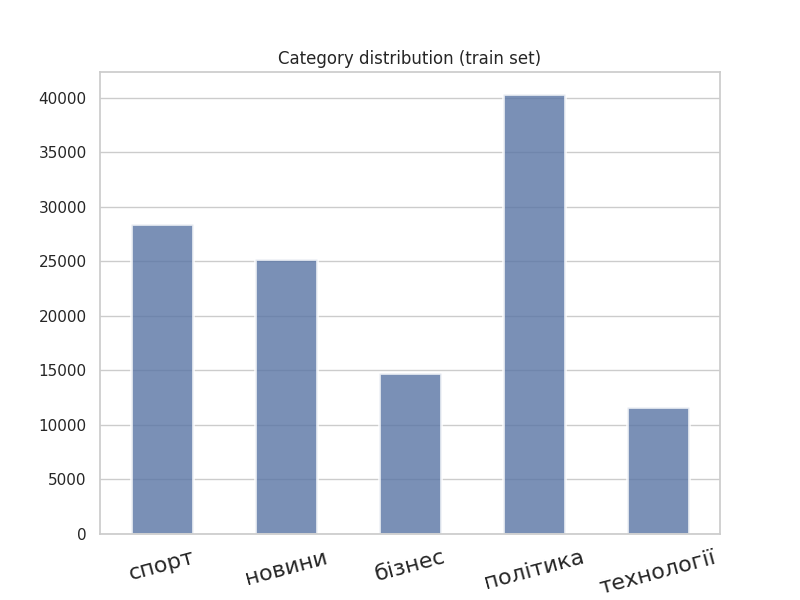 Category distribution (train set)
40000
35000
30000
25000
20000
15000
10000
5000
0
спорт
новини
бізнес
політика
технології